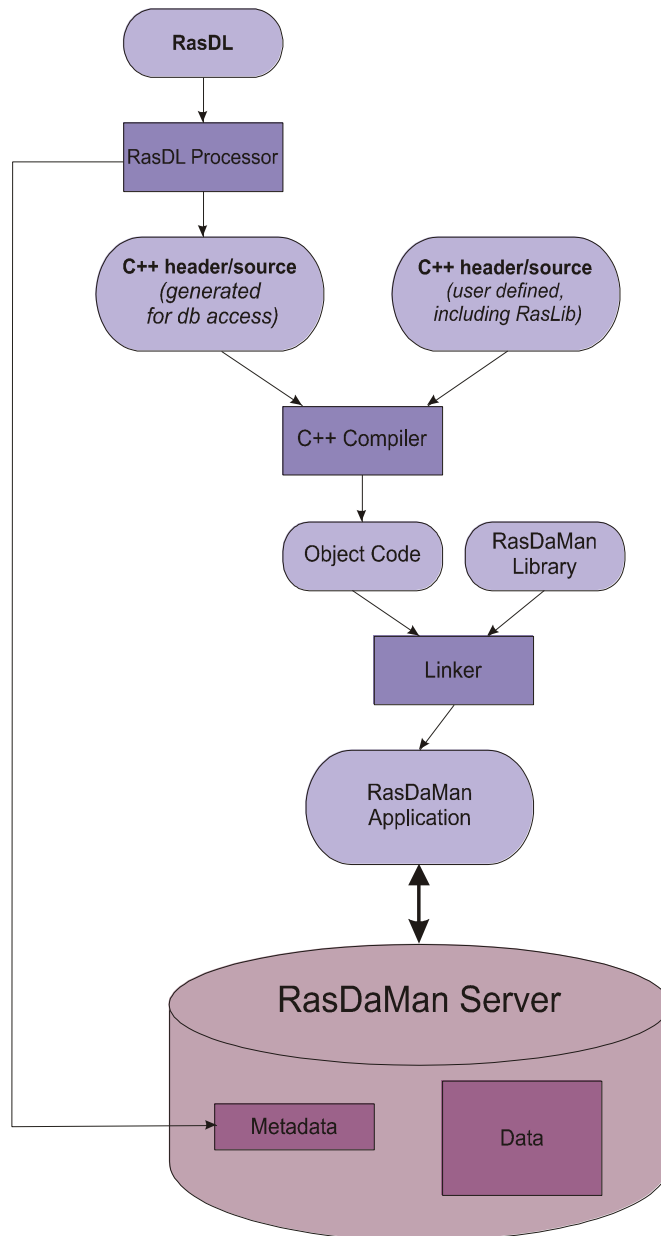 RasDL
RasDL Processor
C++ header/source
(generated
for db access)
C++ header/source
(user defined,
including RasLib)
C++ Compiler
Object Code
RasDaMan
Library
Linker
RasDaMan
Application
RasDaMan Server
Metadata
Data